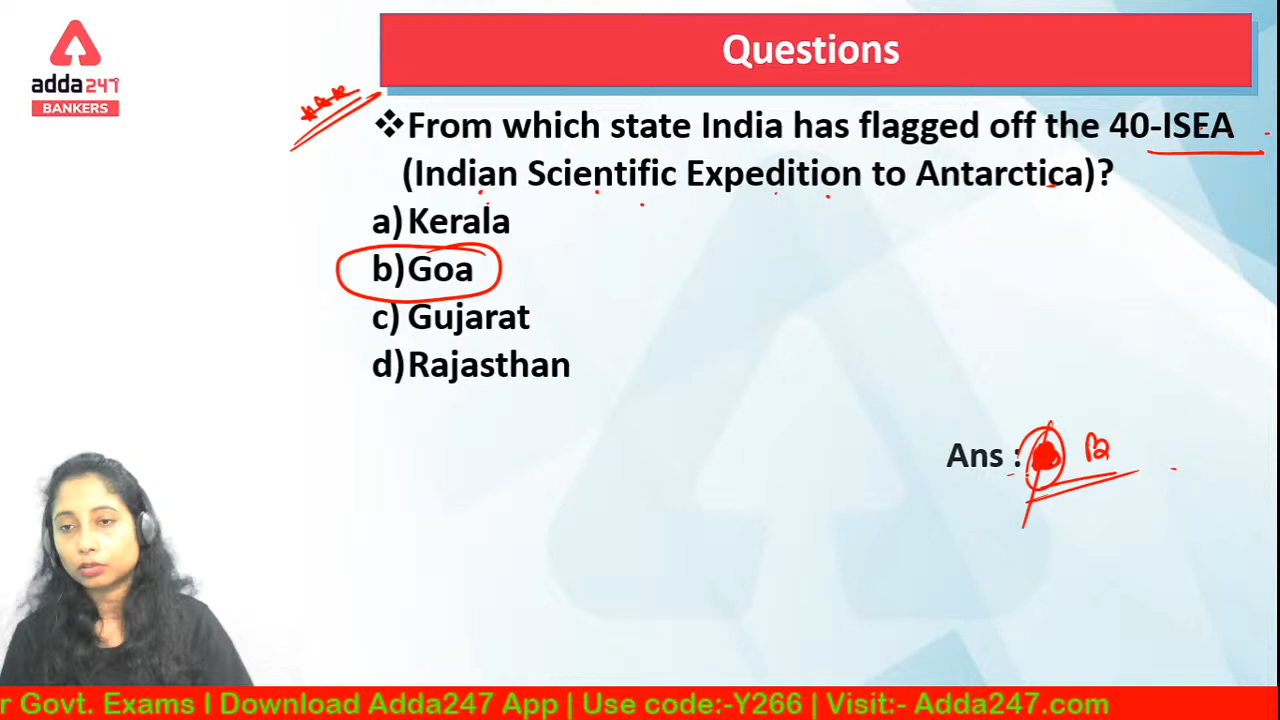 adda247
BANKERS
Questions
❖From which state India has flagged off the 40-ISEA
(Indian Scientific Expedition to Antarctica)?
a) Kerala
b) Goa
c) Gujarat
d) Rajasthan
Ans :
r Govt. Exams I Download Adda247 App | Use code:-Y266 | Visit:- Adda247.com